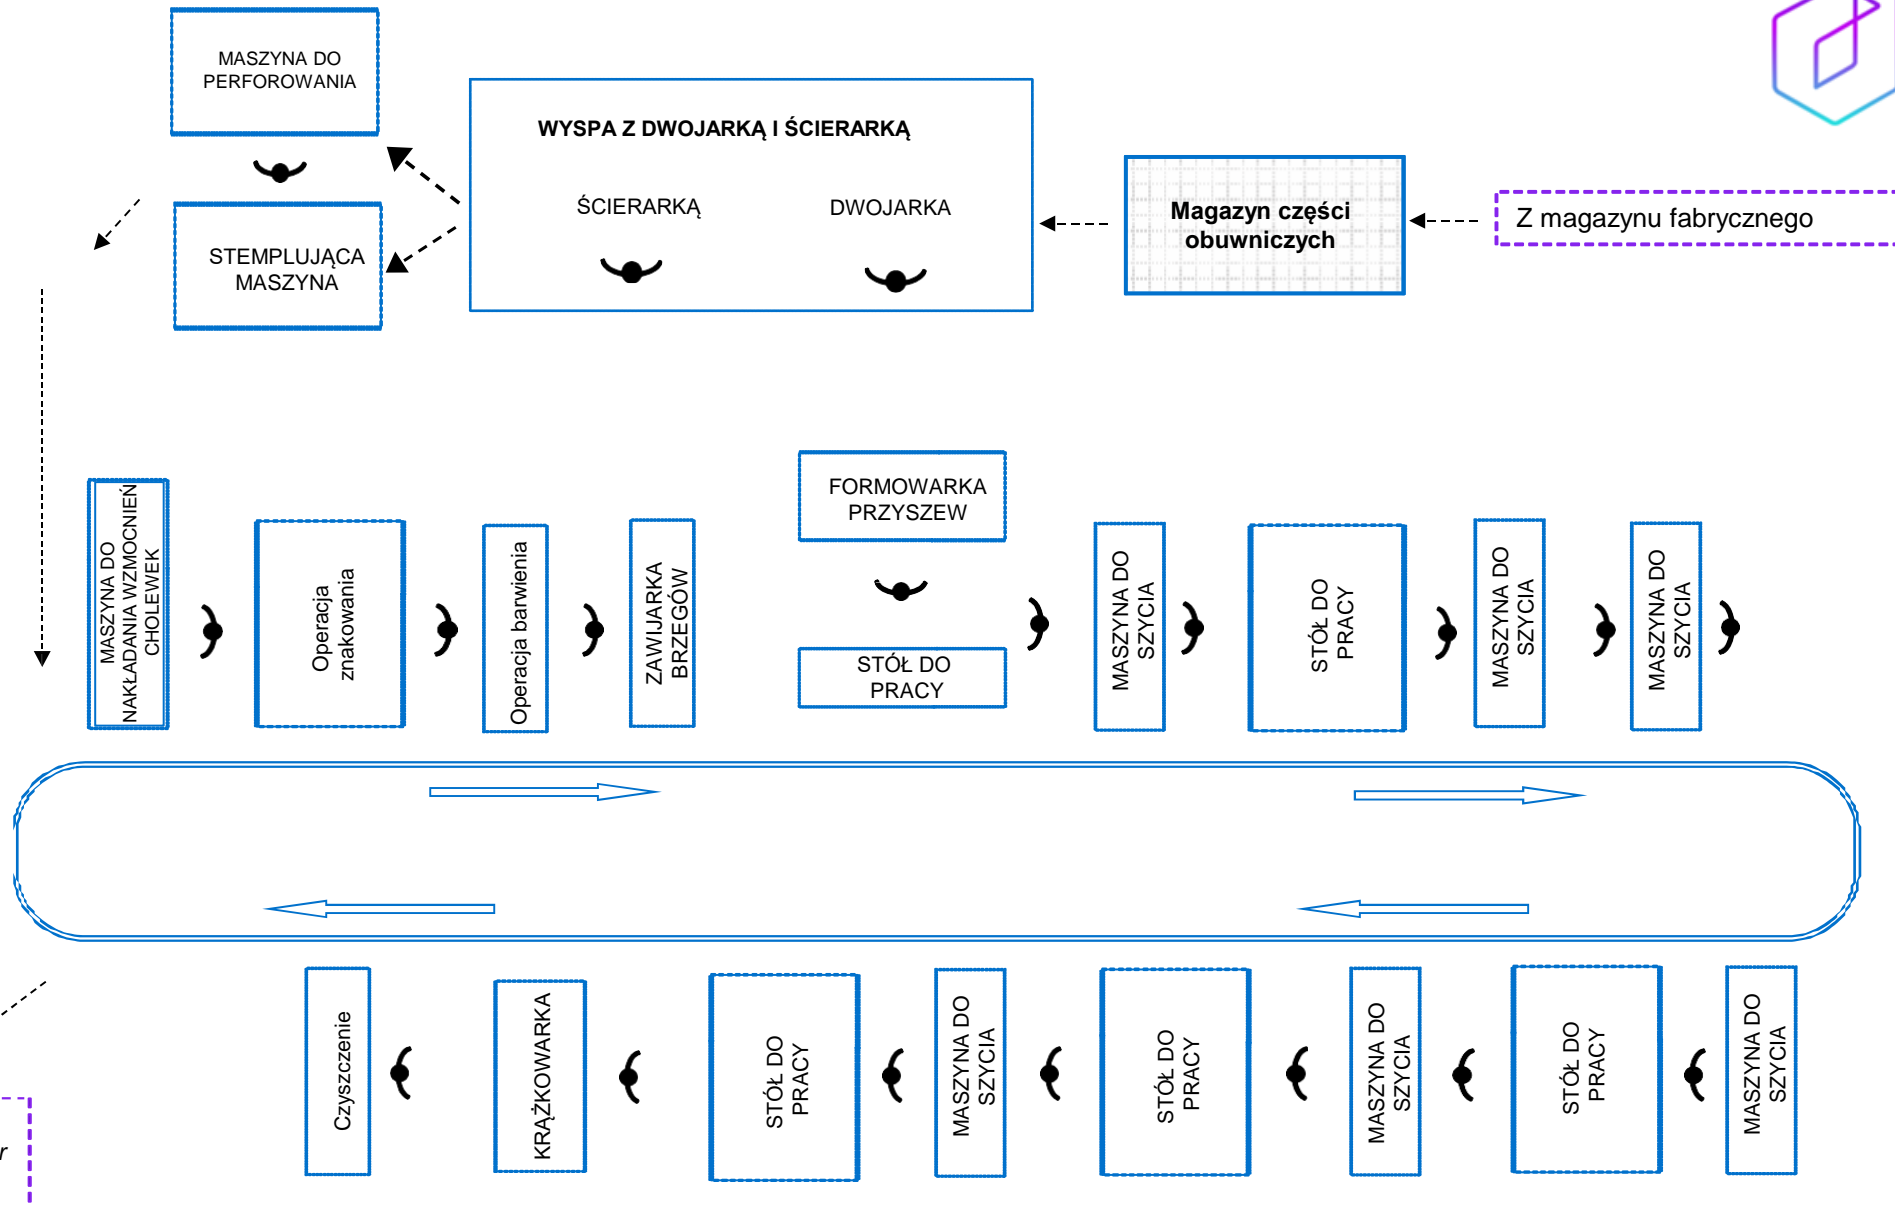 MASZYNA DO
PERFOROWANIA
WYSPA Z DWOJARKĄ I ŚCIERARKĄ
ŚCIERARKĄ
DWOJARKA
Magazyn części
obuwniczych
Z magazynu fabrycznego
STEMPLUJĄCA
MASZYNA
MASZYNA DO
NAKŁADANIA WZMOCNIEŃ
CHOLEWEK
Operacja
znakowania
Operacja barwienia
ZAWIJARKA
BRZEGÓW
FORMOWARKA
PRZYSZEW
STÓŁ DO
PRACY
MASZYNA DO
SZYCIA
STÓŁ DO
PRACY
MASZYNA DO
SZYCIA
MASZYNA DO
SZYCIA
Czyszczenie
KRĄŻKOWARKA
STÓŁ DO
PRACY
MASZYNA DO
SZYCIA
STÓŁ DO
PRACY
MASZYNA DO
SZYCIA
STÓŁ DO
PRACY
MASZYNA DO
SZYCIA